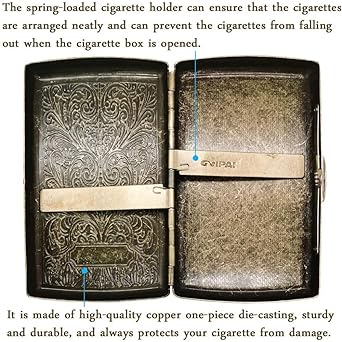 The spring-loaded cigarette holder can ensure that the cigarettes
are arranged neatly and can prevent the cigarettes from falling
out when the cigarette box is opened.
It is made of high-quality copper one-piece die-casting, sturdy
and durable, and always protects your cigarette from damage.